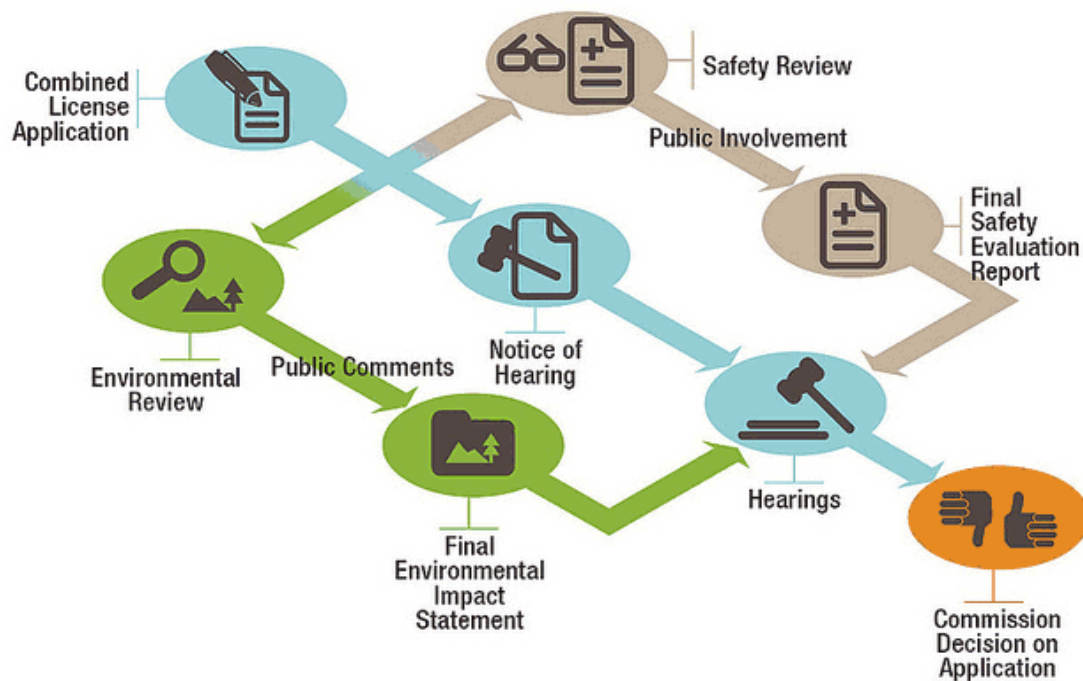 Combined
License
Application
Safety Review
Public Involvement
Final
Safety
Evaluation
Report
Environmental
Review
Public Comments
Notice of
Hearing
Hearings
Final
Environmental
Impact
Statement
Commission
Decision on
Application